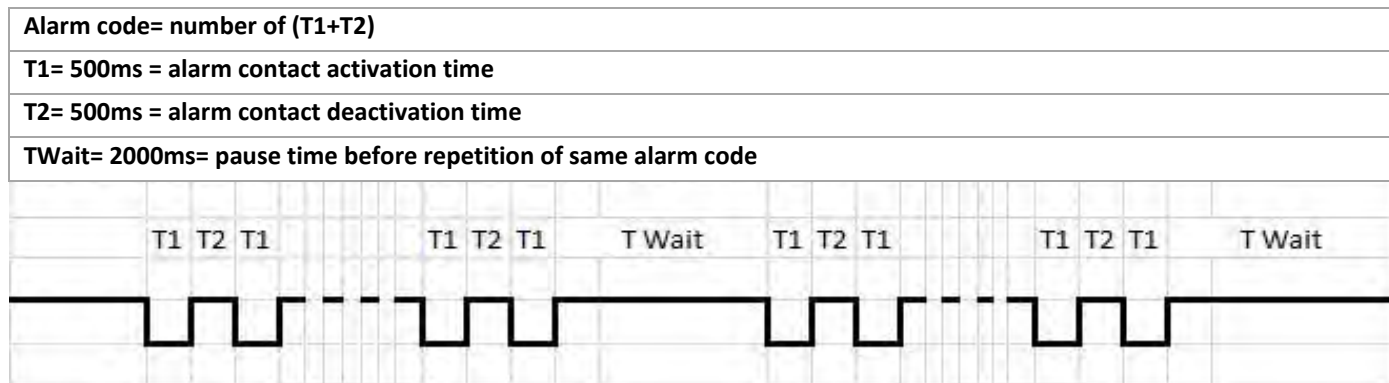 Alarm code= number of (T1+T2)
T1= 500ms = alarm contact activation time
T2= 500ms = alarm contact deactivation time
TWait= 2000ms= pause time before repetition of same alarm code
T1 T2 T1 T1 T2 T1 T Wait T1 T2 T1 T1 T2 T1 T Wait